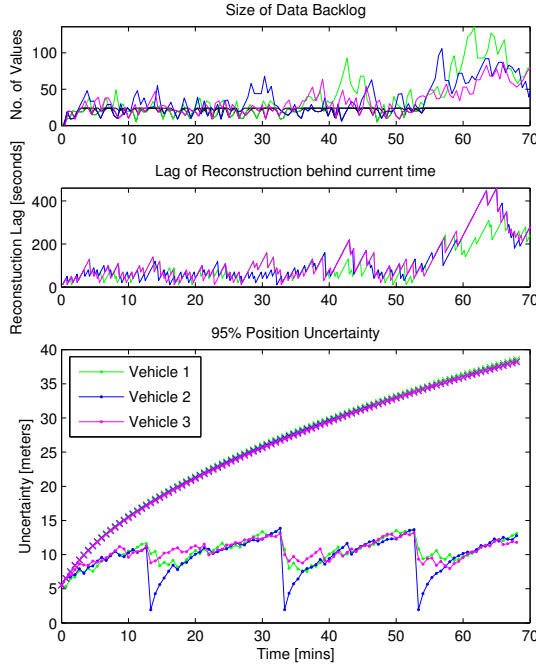 Size of Data Backlog
No. of Values
100
50
0
0 10 20 30 40 50 60 70
Lag of Reconstruction behind current time
Reconstuction Lag [seconds]
400
200
0
0 10 20 30 40 50 60 70
95% Position Uncertainty
Uncertainty [meters]
40
35
30
25
20
15
10
5
0
Vehicle 1
Vehicle 2
Vehicle 3
0 10 20 30 40 50 60 70
Time [mins]